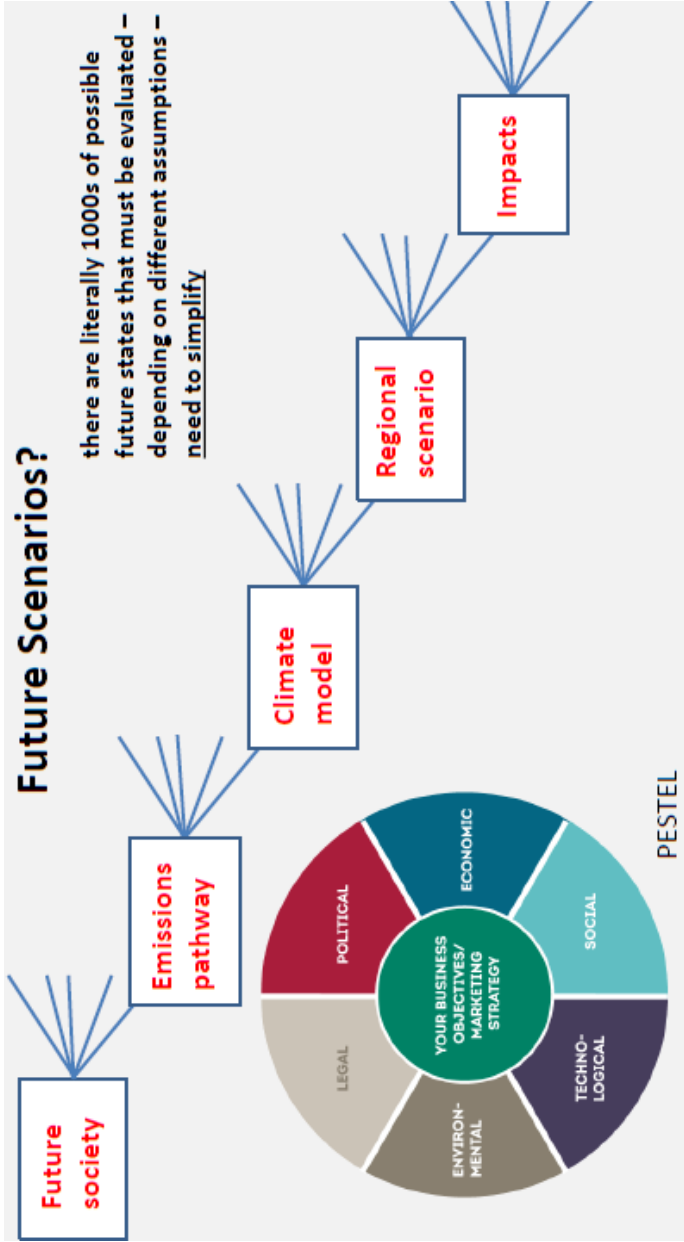 Future Scenarios?
there are literally 1000s of possible
future states that must be evaluated –
depending on different assumptions –
need to simplify
Future
society
Emissions
pathway
Climate
model
Regional
scenario
Impacts
POLITICAL
ECONOMIC
SOCIAL
TECHNO-
LOGICAL
ENVIRON-
MENTAL
LEGAL
YOUR BUSINESS
OBJECTIVES/
MARKETING
STRATEGY
PESTEL